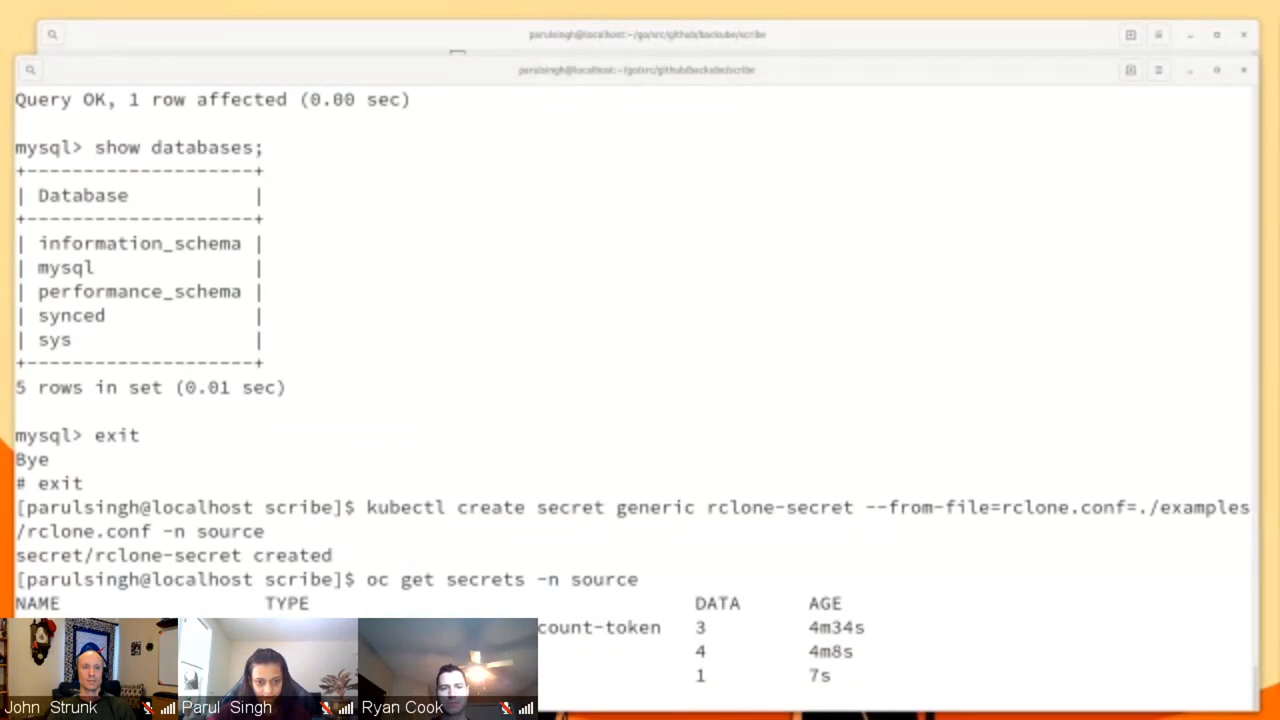 parulsingh@localhost:~/go/src/github/backube/scribe
parulsingh@localhost:~/go/src/github/backube/scribe
Query OK, 1 row affected (0.00 sec)
mysql> show databases;
+--------------------+
| Database           |
+--------------------+
| information_schema |
| mysql              |
| performance_schema |
| synced             |
| sys                |
+--------------------+
5 rows in set (0.01 sec)
mysql> exit
Bye
# exit
[parulsingh@localhost scribe]$ kubectl create secret generic rclone-secret --from-file=rclone.conf=./examples
/rclone.conf -n source
secret/rclone-secret created
[parulsingh@localhost scribe]$ oc get secrets -n source
NAME TYPE DATA AGE
count-token 3 4m34s
4 4m8s
1 7s
John Strunk Parul Singh Ryan Cook